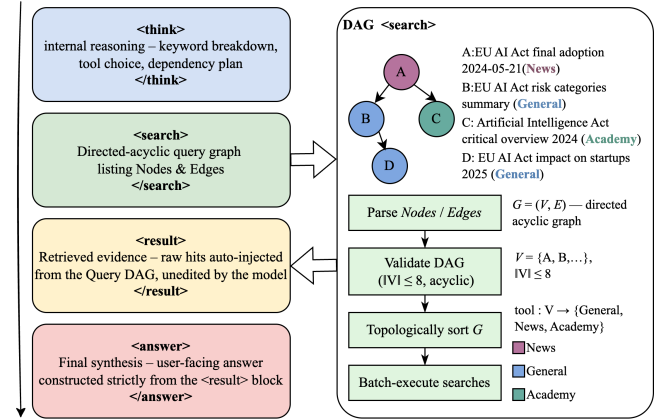 <think>
internal reasoning – keyword breakdown,
tool choice, dependency plan
</think>
<search>
Directed-acyclic query graph
listing Nodes & Edges
</search>
<result>
Retrieved evidence – raw hits auto-injected
from the Query DAG, unedited by the model
</result>
<answer>
Final synthesis – user-facing answer
constructed strictly from the <result> block
</answer>
DAG <search>
A
B
C
D
A:EU AI Act final adoption
2024-05-21(News)
B:EU AI Act risk categories
summary (General)
C: Artificial Intelligence Act
critical overview 2024 (Academy)
D: EU AI Act impact on startups
2025 (General)
Parse Nodes / Edges
G = (V, E) — directed
acyclic graph
Validate DAG
(‖V‖ ≤ 8, acyclic)
V = {A, B,…},
‖V‖ ≤ 8
Topologically sort G
tool : V → {General,
News, Academy}
Batch-execute searches
News
General
Academy